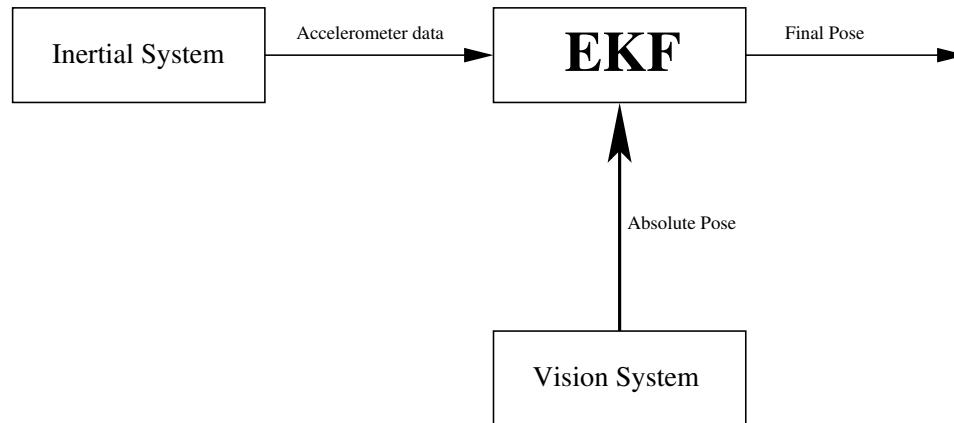 Accelerometer data
Final Pose
Inertial System
EKF
Absolute Pose
Vision System